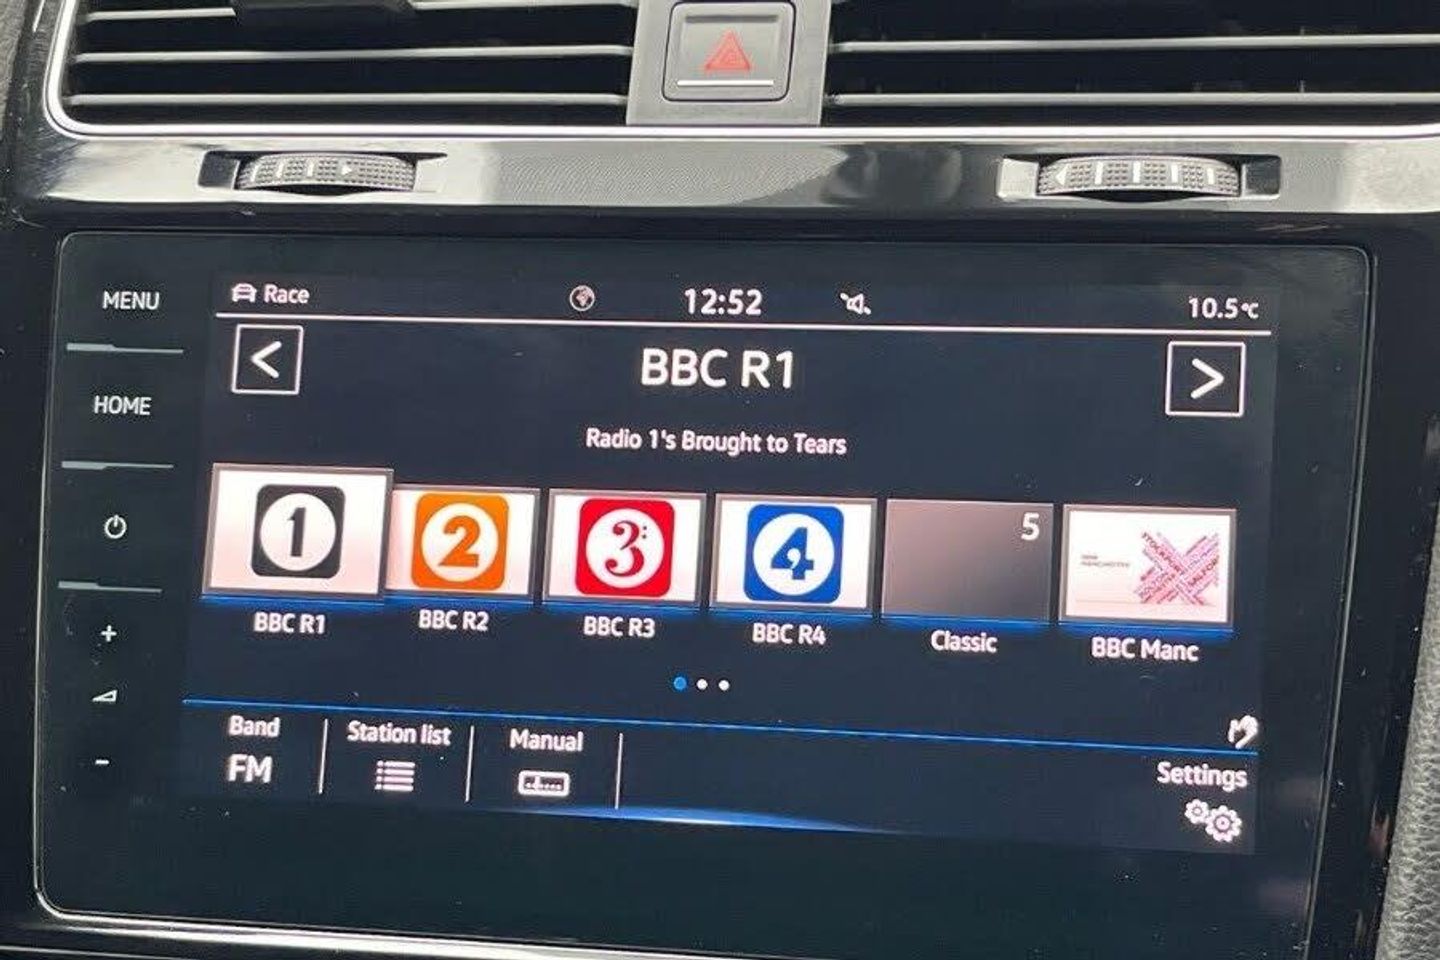 MENU
HOME
+
-
Race
12:52
10.5°C
<
BBC R1
>
Radio 1's Brought to Tears
1
2
3
4
5
STOCKPORT
BBC R1
BBC R2
BBC R3
BBC R4
Classic
BBC Manc
Band
FM
Station list
Manual
Settings